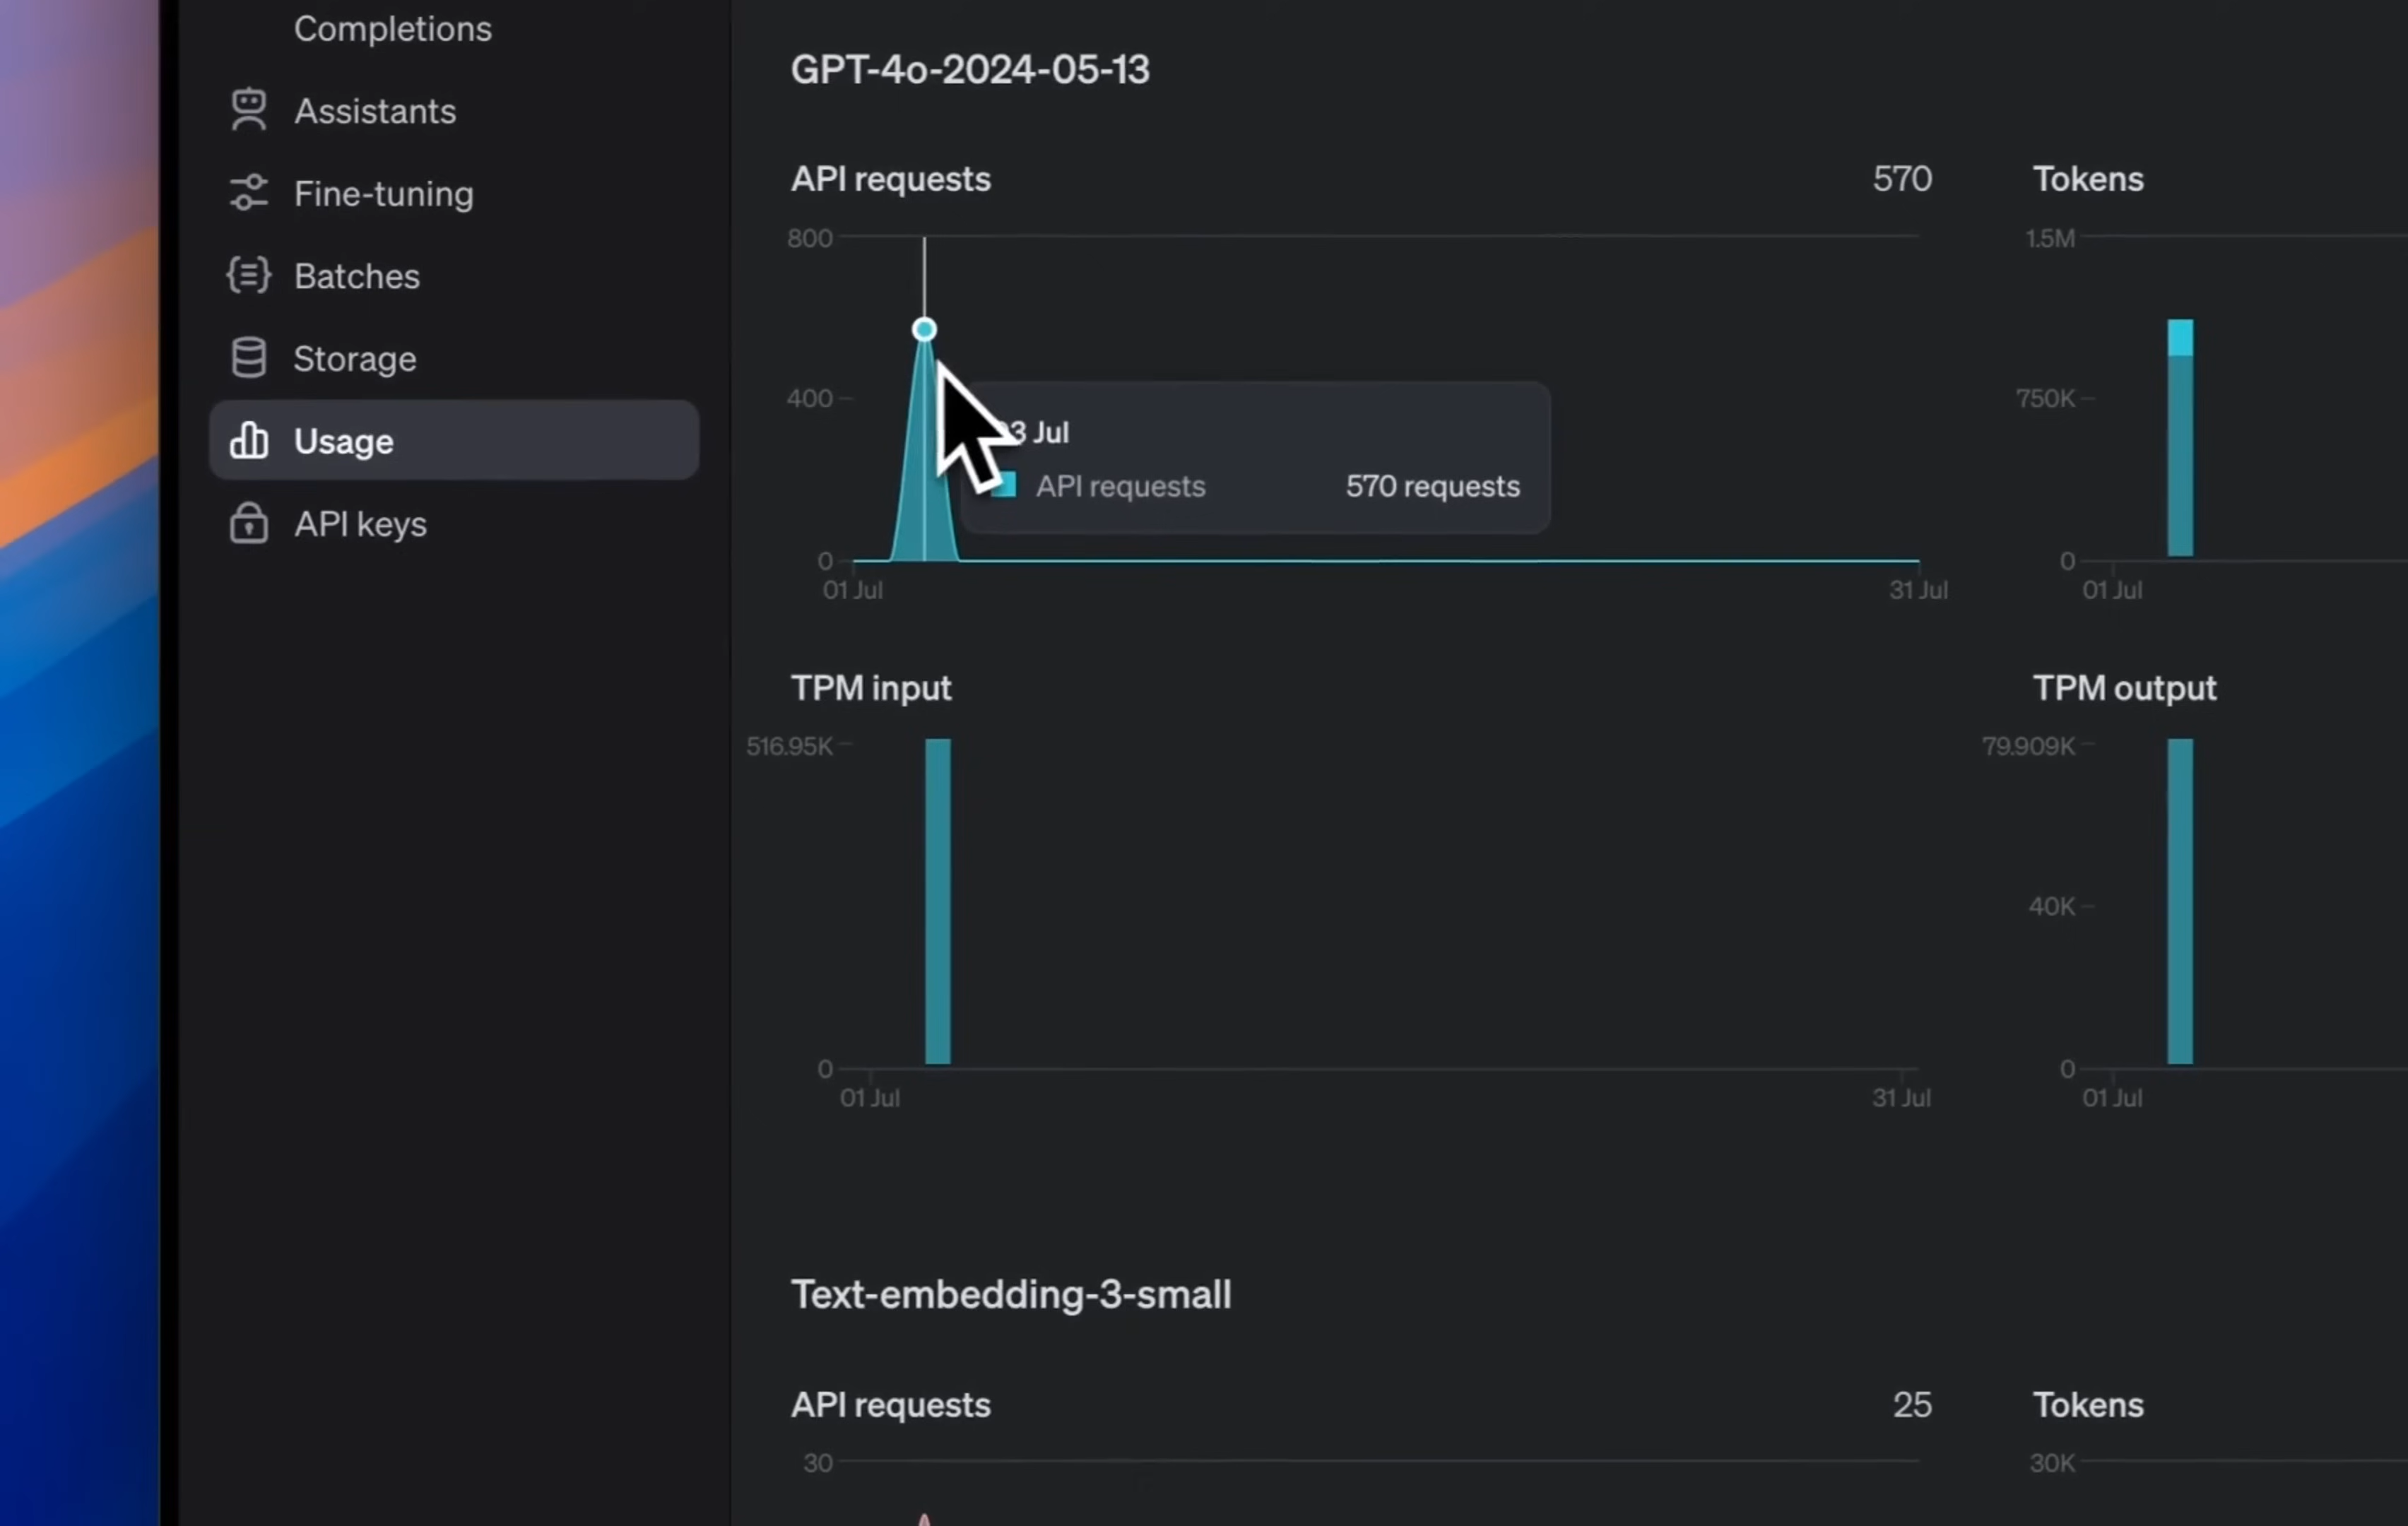 Completions
Assistants
Fine-tuning
Batches
Storage
Usage
API keys
GPT-4o-2024-05-13
API requests
570
800
400
0
01 Jul
31 Jul
03 Jul
API requests
570 requests
Tokens
1.5M
750K
0
01 Jul
TPM input
516.95K
0
01 Jul
31 Jul
TPM output
79.909K
40K
0
01 Jul
Text-embedding-3-small
API requests
25
30
Tokens
30K